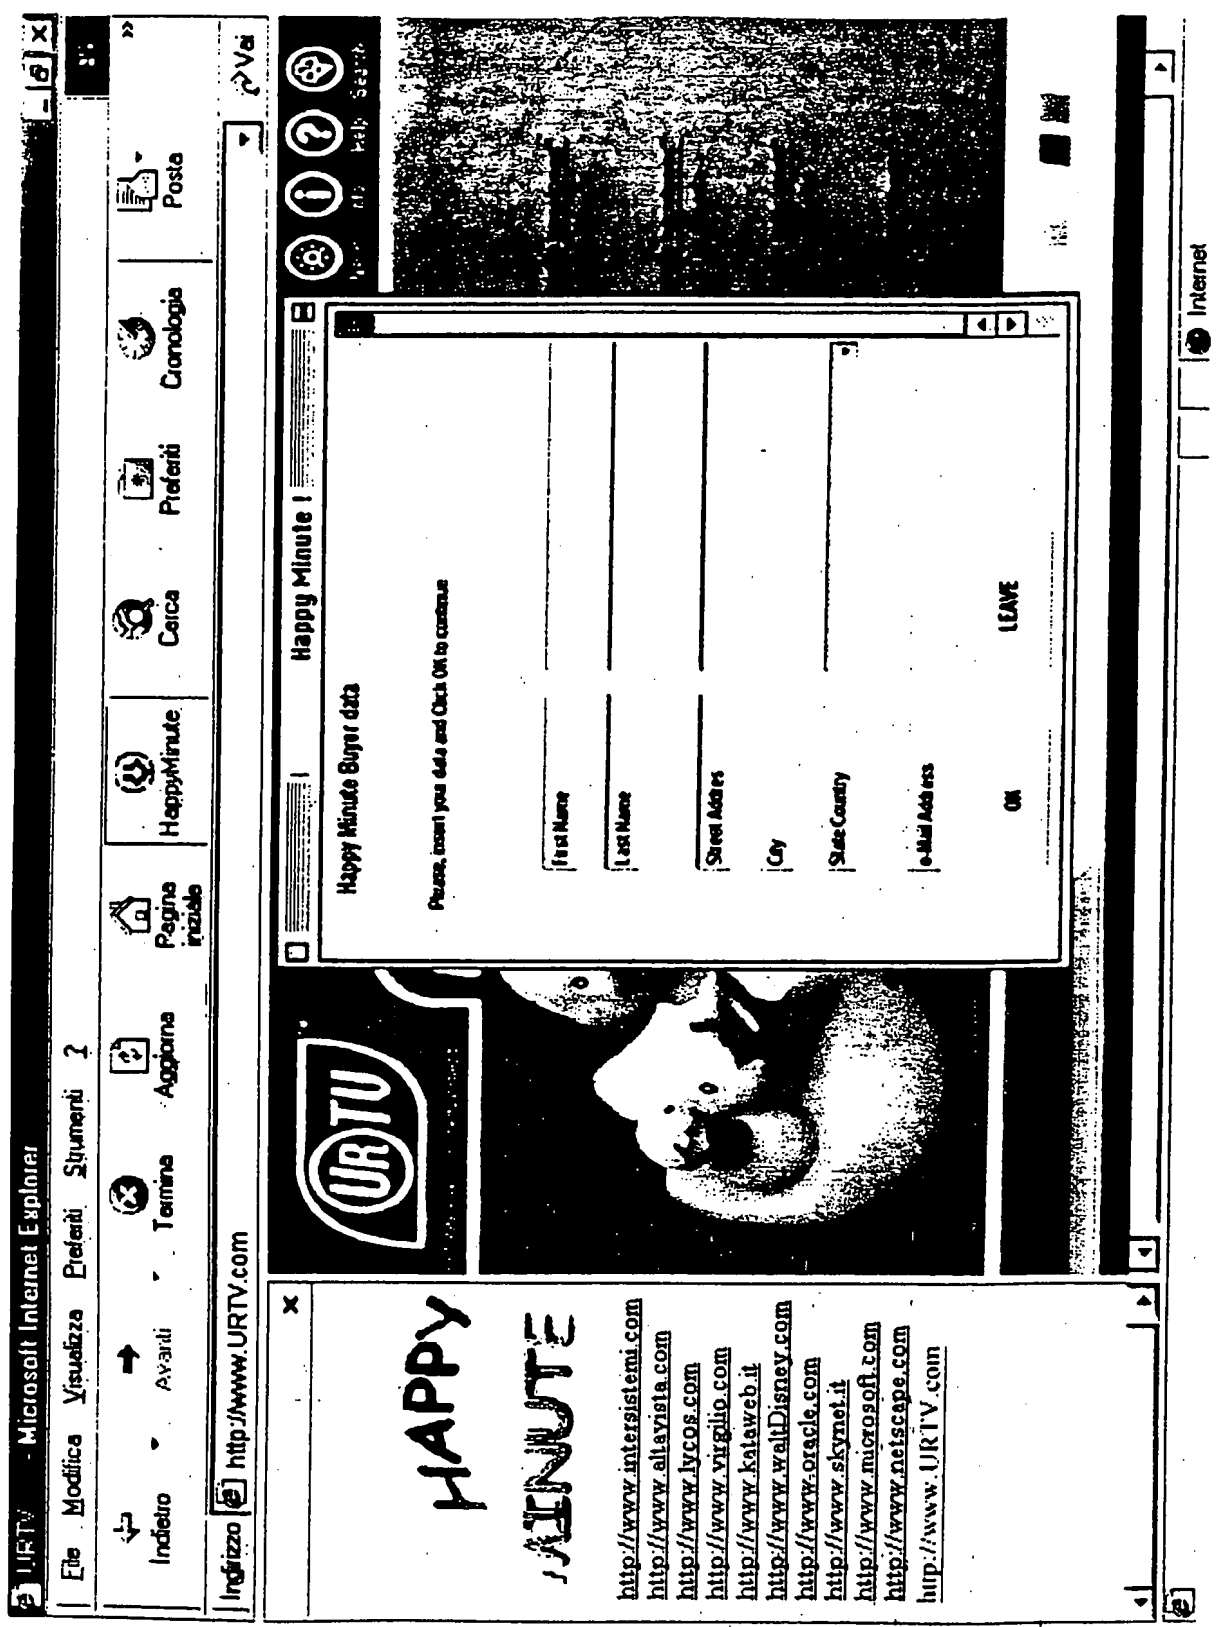 URTV - Microsoft Internet Explorer
File Modifica Visualizza Preferiti Strumenti ?
Indietro Avanti Termina Aggiorna Pagina iniziale HappyMinute Cerca Preferiti Cronologia Posta »
Indirizzo http://www.URTV.com Vai
HAPPY
MINUTE
http://www.intersistemi.com
http://www.altavista.com
http://www.lycos.com
http://www.virgilio.com
http://www.kataweb.it
http://www.waltDisney.com
http://www.oracle.com
http://www.skynet.it
http://www.microsoft.com
http://www.netscape.com
http://www.URTV.com
URTV
Help Search
Happy Minute !
Happy Minute Buyer data
Please, insert your data and Click OK to continue
First Name
Last Name
Street Addres
City
State Country
e-Mail Address
OK LEAVE
Internet